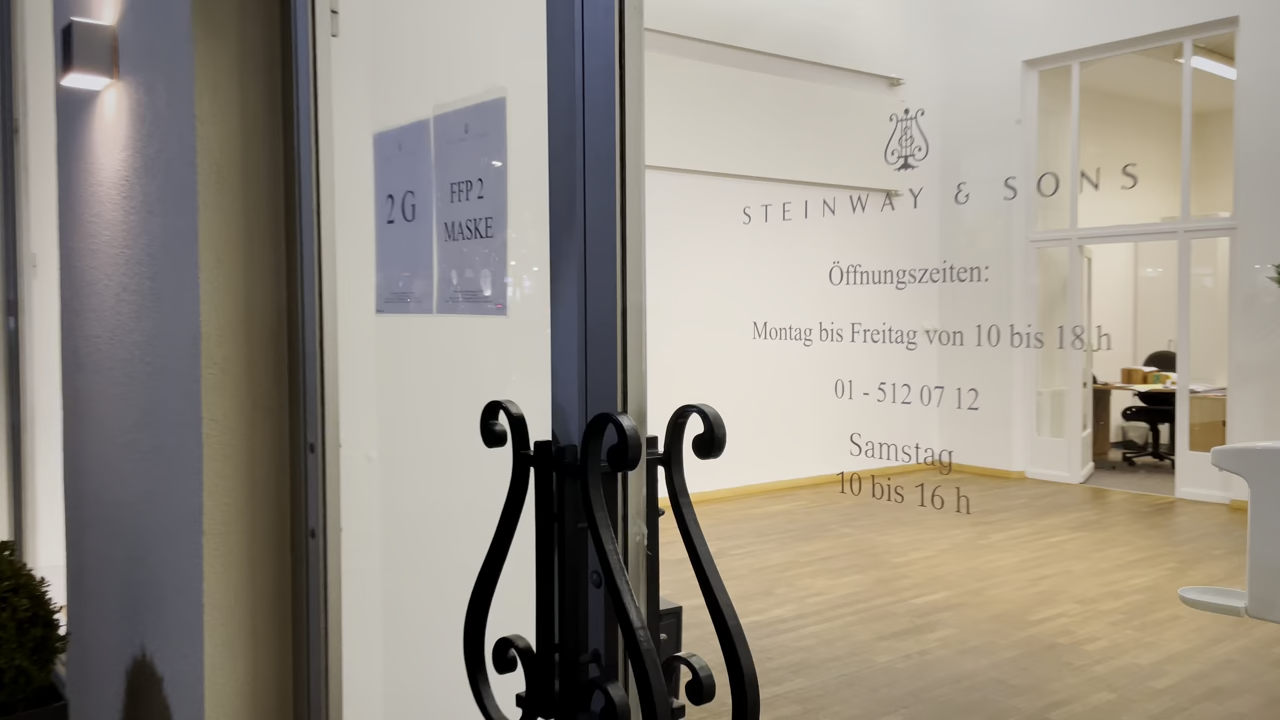 2 G
FFP 2
MASKE
STEINWAY & SONS
Öffnungszeiten:
Montag bis Freitag von 10 bis 18 h
01 - 512 07 12
Samstag
10 bis 16 h